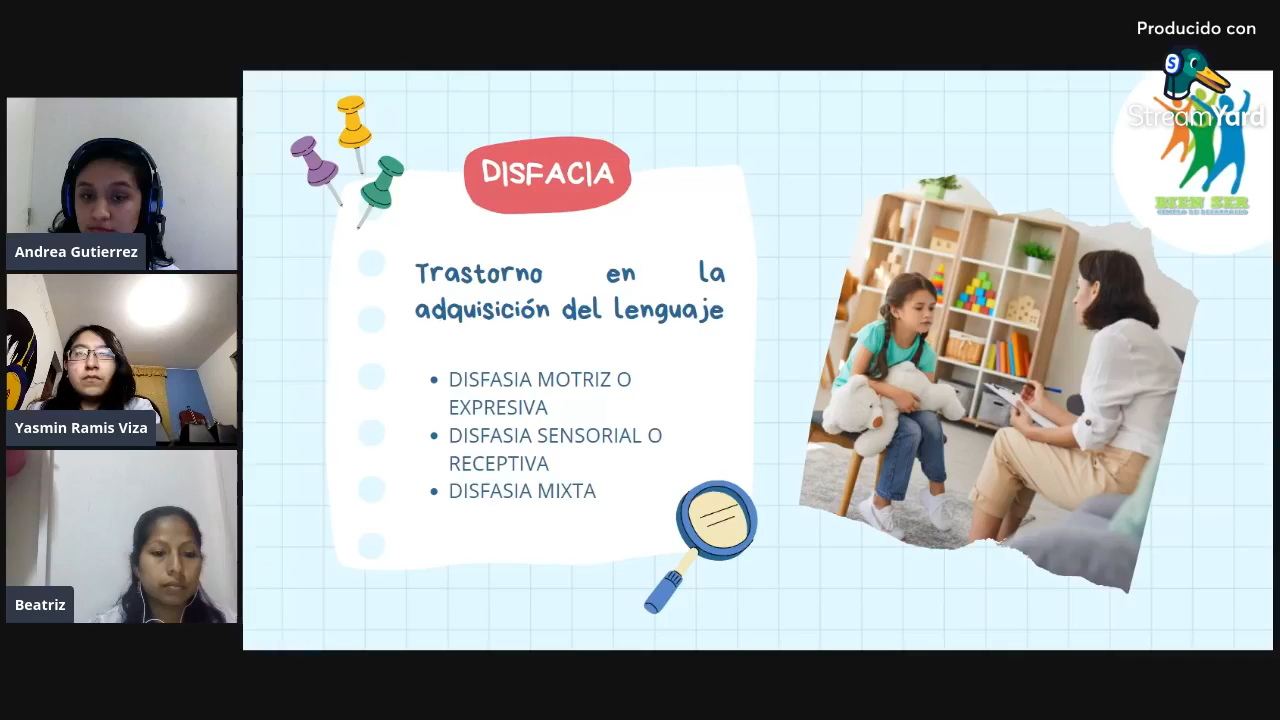 Producido con
StreamYard
BIEN SER
Andrea Gutierrez
Yasmin Ramis Viza
Beatriz
DISFACIA
Trastorno en la
adquisición del lenguaje
• DISFASIA MOTRIZ O
EXPRESIVA
• DISFASIA SENSORIAL O
RECEPTIVA
• DISFASIA MIXTA